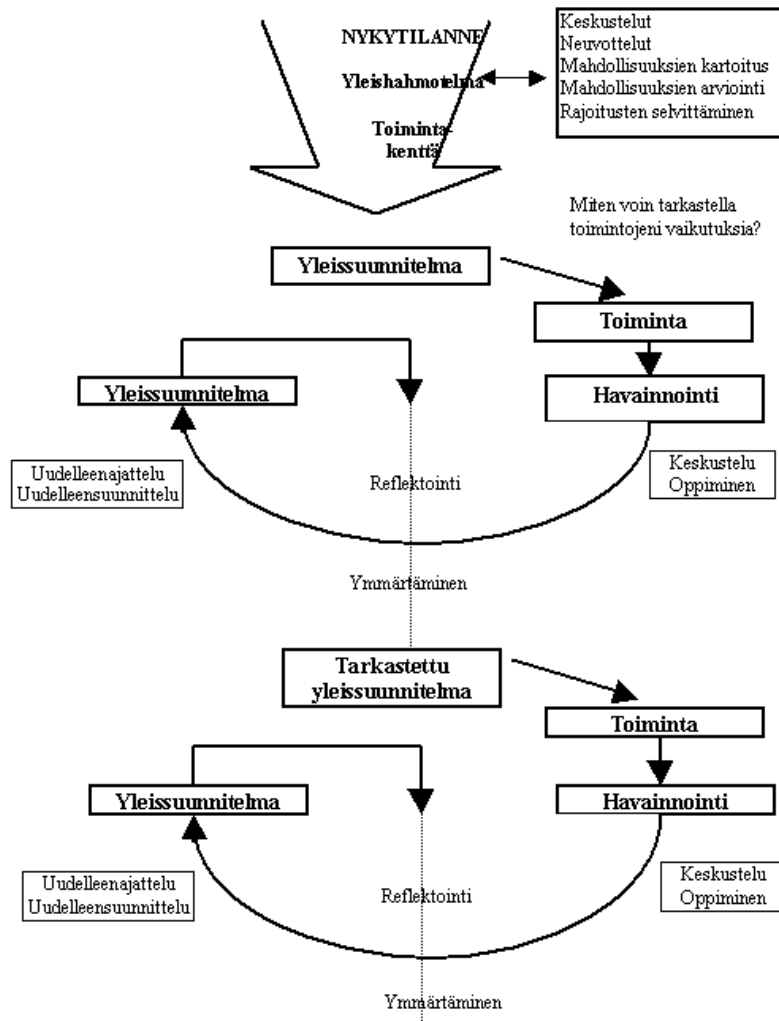 NYKYTILANNE
Yleishahmotelma
Toiminta-
kenttä
Keskustelut
Neuvottelut
Mahdollisuuksien kartoitus
Mahdollisuuksien arviointi
Rajoitusten selvittäminen
Miten voin tarkastella
toimintojeni vaikutuksia?
Yleissuunnitelma
Toiminta
Yleissuunnitelma
Havainnointi
Uudelleenajattelu
Uudelleensuunnittelu
Reflektointi
Keskustelu
Oppiminen
Ymmärtäminen
Tarkastettu
yleissuunnitelma
Toiminta
Yleissuunnitelma
Havainnointi
Uudelleenajattelu
Uudelleensuunnittelu
Reflektointi
Keskustelu
Oppiminen
Ymmärtäminen